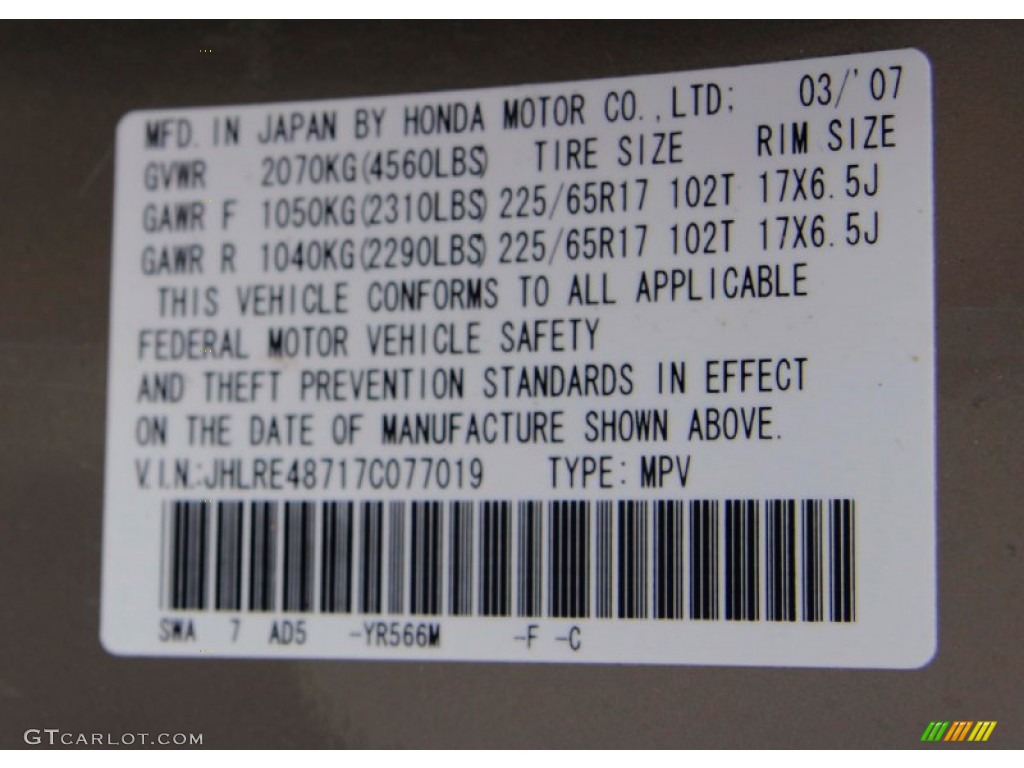 MFD. IN JAPAN BY HONDA MOTOR CO.,LTD; 03/'07
GVWR 2070KG(4560LBS) TIRE SIZE RIM SIZE
GAWR F 1050KG(2310LBS) 225/65R17 102T 17X6.5J
GAWR R 1040KG(2290LBS) 225/65R17 102T 17X6.5J
THIS VEHICLE CONFORMS TO ALL APPLICABLE
FEDERAL MOTOR VEHICLE SAFETY
AND THEFT PREVENTION STANDARDS IN EFFECT
ON THE DATE OF MANUFACTURE SHOWN ABOVE.
V.I.N.:JHLRE48717C077019 TYPE: MPV
SWA 7 AD5 -YR566M -F -C
GTCARLOT.COM